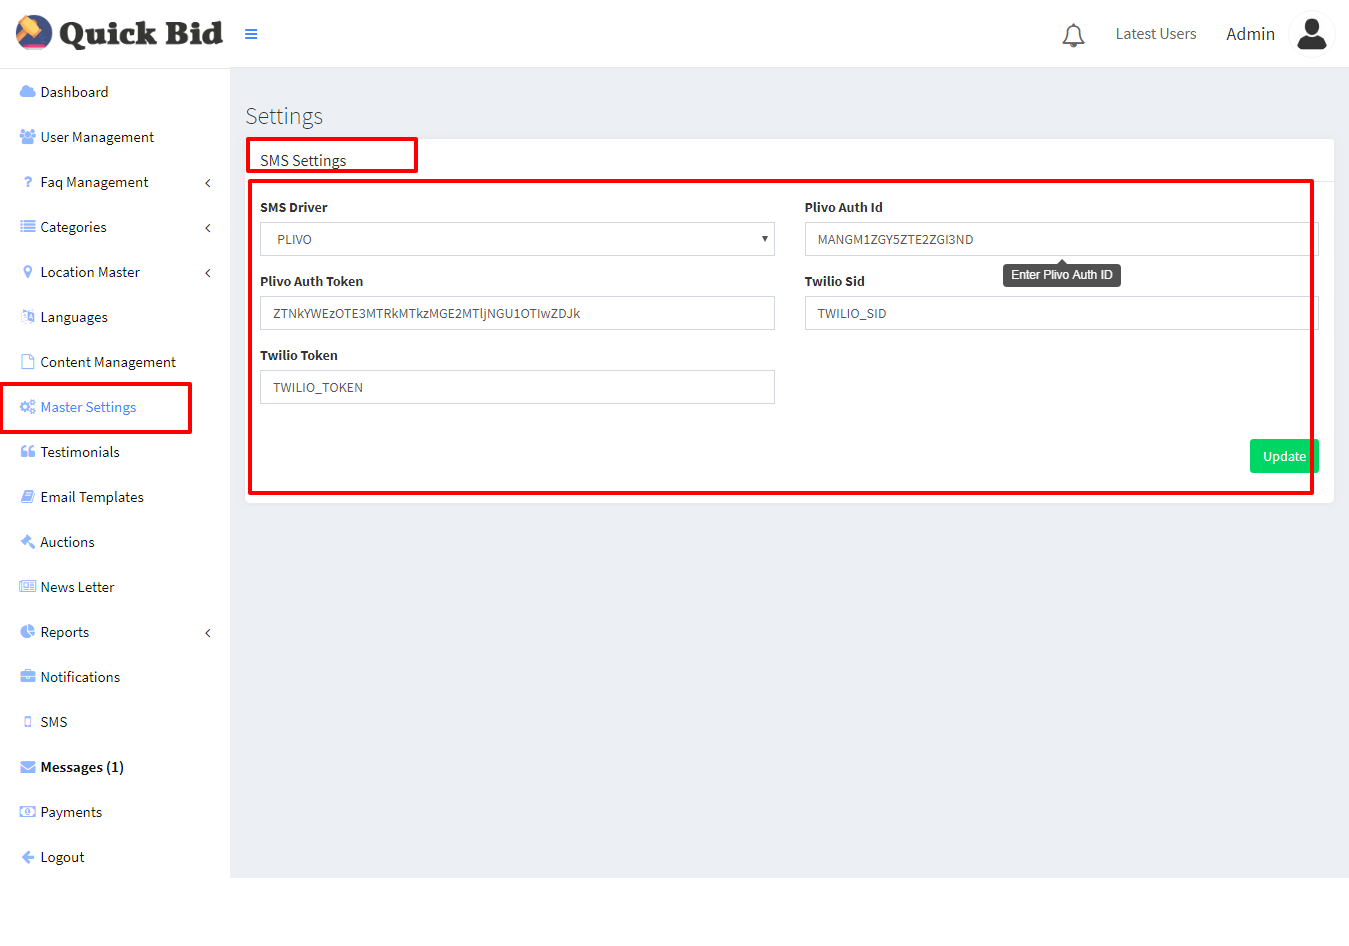 Quick Bid
Latest Users
Admin
Dashboard
User Management
Faq Management
Categories
Location Master
Languages
Content Management
Master Settings
Testimonials
Email Templates
Auctions
News Letter
Reports
Notifications
SMS
Messages (1)
Payments
Logout
Settings
SMS Settings
SMS Driver
PLIVO
Plivo Auth Id
MANGM1ZGY5ZTE2ZGI3ND
Enter Plivo Auth ID
Plivo Auth Token
ZTNkYWEzOTE3MTRkMTkzMGE2MTljNGU1OTIwZDJk
Twilio Sid
TWILIO_SID
Twilio Token
TWILIO_TOKEN
Update